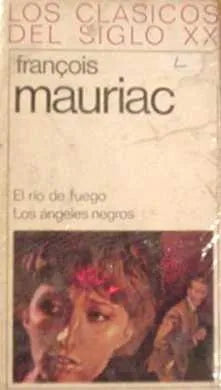 LOS CLASICOS
DEL SIGLO XX
L
françois
mauriac
El río de fuego
Los ángeles negros